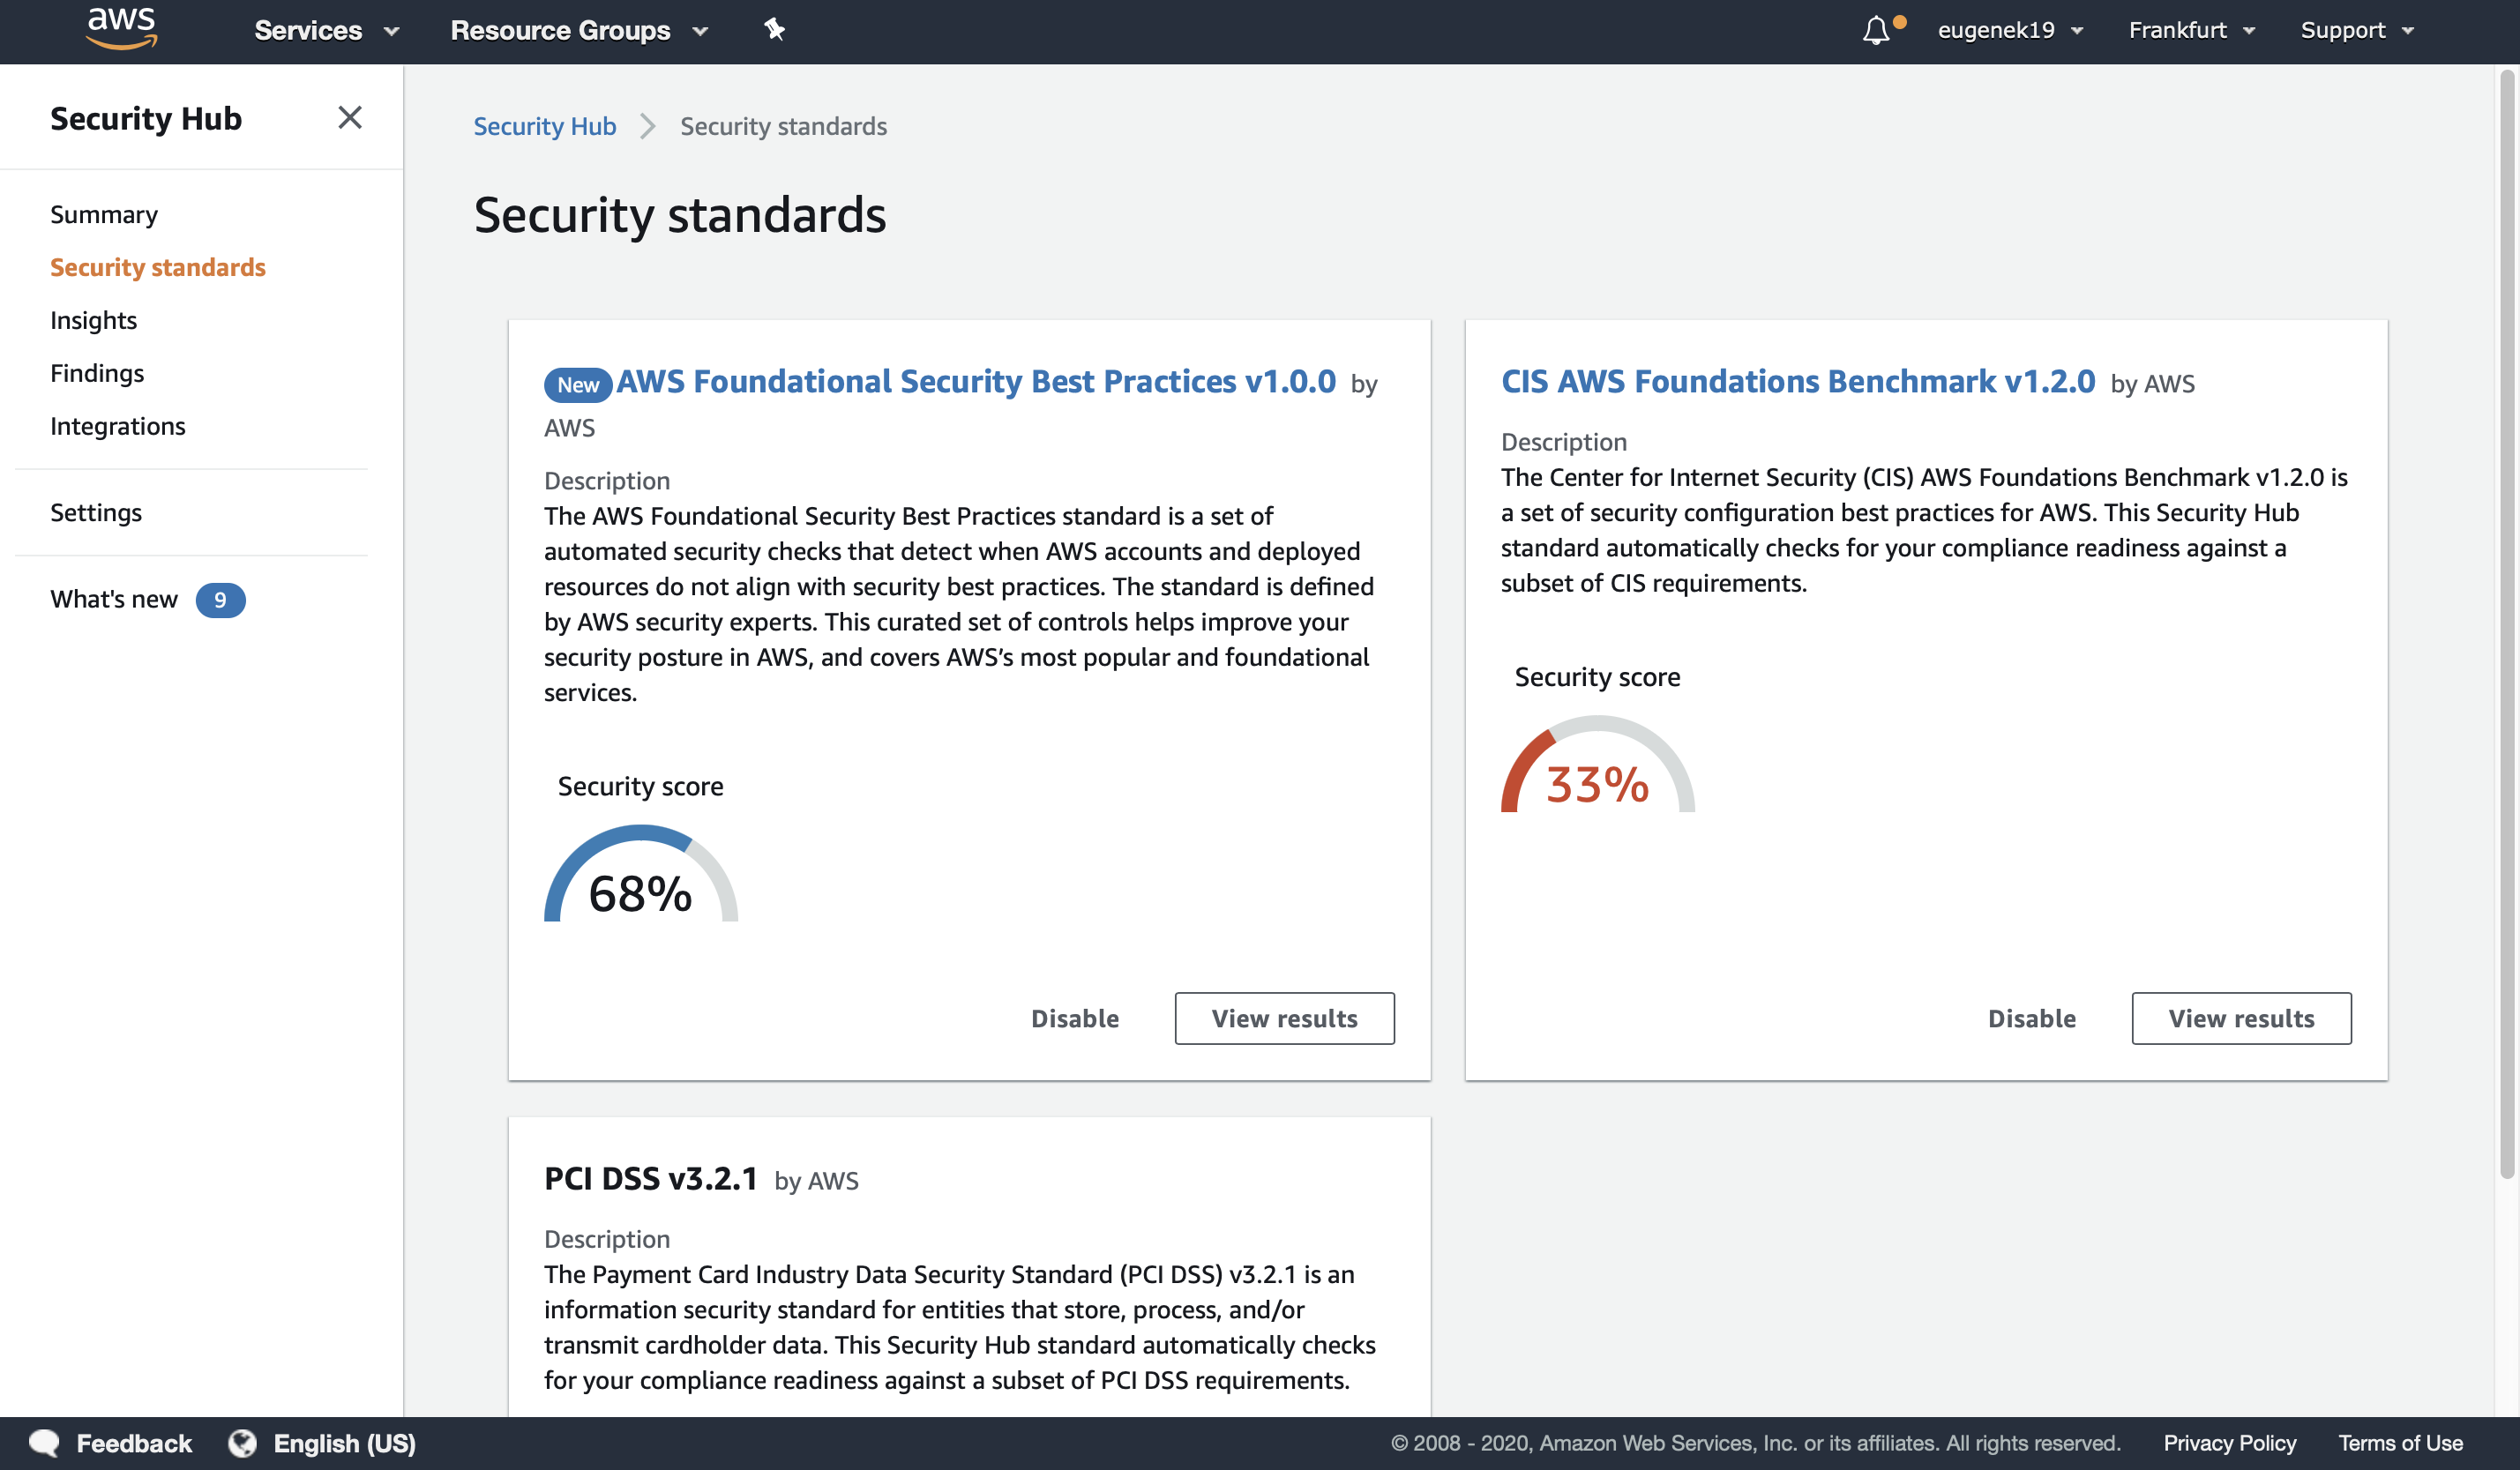 aws
Services
Resource Groups
eugenek19
Frankfurt
Support
Security Hub
Summary
Security standards
Insights
Findings
Integrations
Settings
What's new 9
Security Hub > Security standards
Security standards
New AWS Foundational Security Best Practices v1.0.0 by
AWS
Description
The AWS Foundational Security Best Practices standard is a set of
automated security checks that detect when AWS accounts and deployed
resources do not align with security best practices. The standard is defined
by AWS security experts. This curated set of controls helps improve your
security posture in AWS, and covers AWS’s most popular and foundational
services.
Security score
68%
Disable
View results
CIS AWS Foundations Benchmark v1.2.0 by AWS
Description
The Center for Internet Security (CIS) AWS Foundations Benchmark v1.2.0 is
a set of security configuration best practices for AWS. This Security Hub
standard automatically checks for your compliance readiness against a
subset of CIS requirements.
Security score
33%
Disable
View results
PCI DSS v3.2.1 by AWS
Description
The Payment Card Industry Data Security Standard (PCI DSS) v3.2.1 is an
information security standard for entities that store, process, and/or
transmit cardholder data. This Security Hub standard automatically checks
for your compliance readiness against a subset of PCI DSS requirements.
Feedback
English (US)
© 2008 - 2020, Amazon Web Services, Inc. or its affiliates. All rights reserved.
Privacy Policy
Terms of Use